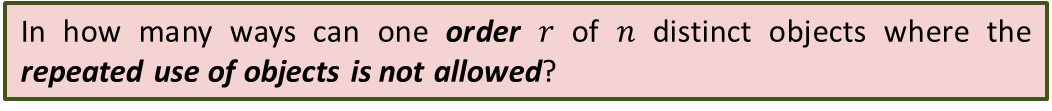 In how many ways can one order r of n distinct objects where the
repeated use of objects is not allowed?